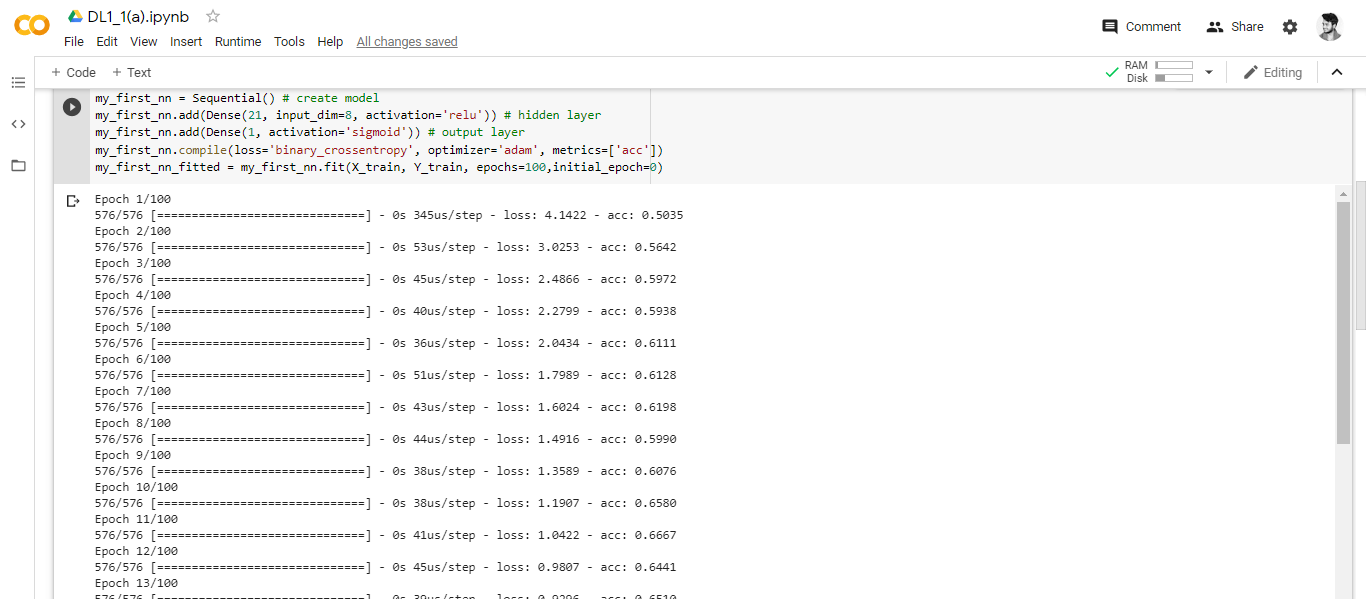 DL1_1(a).ipynb
File Edit View Insert Runtime Tools Help All changes saved
Comment Share
+ Code + Text
RAM
Disk
Editing
my_first_nn = Sequential() # create model
my_first_nn.add(Dense(21, input_dim=8, activation='relu')) # hidden layer
my_first_nn.add(Dense(1, activation='sigmoid')) # output layer
my_first_nn.compile(loss='binary_crossentropy', optimizer='adam', metrics=['acc'])
my_first_nn_fitted = my_first_nn.fit(X_train, Y_train, epochs=100,initial_epoch=0)
Epoch 1/100
576/576 [==============================] - 0s 345us/step - loss: 4.1422 - acc: 0.5035
Epoch 2/100
576/576 [==============================] - 0s 53us/step - loss: 3.0253 - acc: 0.5642
Epoch 3/100
576/576 [==============================] - 0s 45us/step - loss: 2.4866 - acc: 0.5972
Epoch 4/100
576/576 [==============================] - 0s 40us/step - loss: 2.2799 - acc: 0.5938
Epoch 5/100
576/576 [==============================] - 0s 36us/step - loss: 2.0434 - acc: 0.6111
Epoch 6/100
576/576 [==============================] - 0s 51us/step - loss: 1.7989 - acc: 0.6128
Epoch 7/100
576/576 [==============================] - 0s 43us/step - loss: 1.6024 - acc: 0.6198
Epoch 8/100
576/576 [==============================] - 0s 44us/step - loss: 1.4916 - acc: 0.5990
Epoch 9/100
576/576 [==============================] - 0s 38us/step - loss: 1.3589 - acc: 0.6076
Epoch 10/100
576/576 [==============================] - 0s 38us/step - loss: 1.1907 - acc: 0.6580
Epoch 11/100
576/576 [==============================] - 0s 41us/step - loss: 1.0422 - acc: 0.6667
Epoch 12/100
576/576 [==============================] - 0s 45us/step - loss: 0.9807 - acc: 0.6441
Epoch 13/100